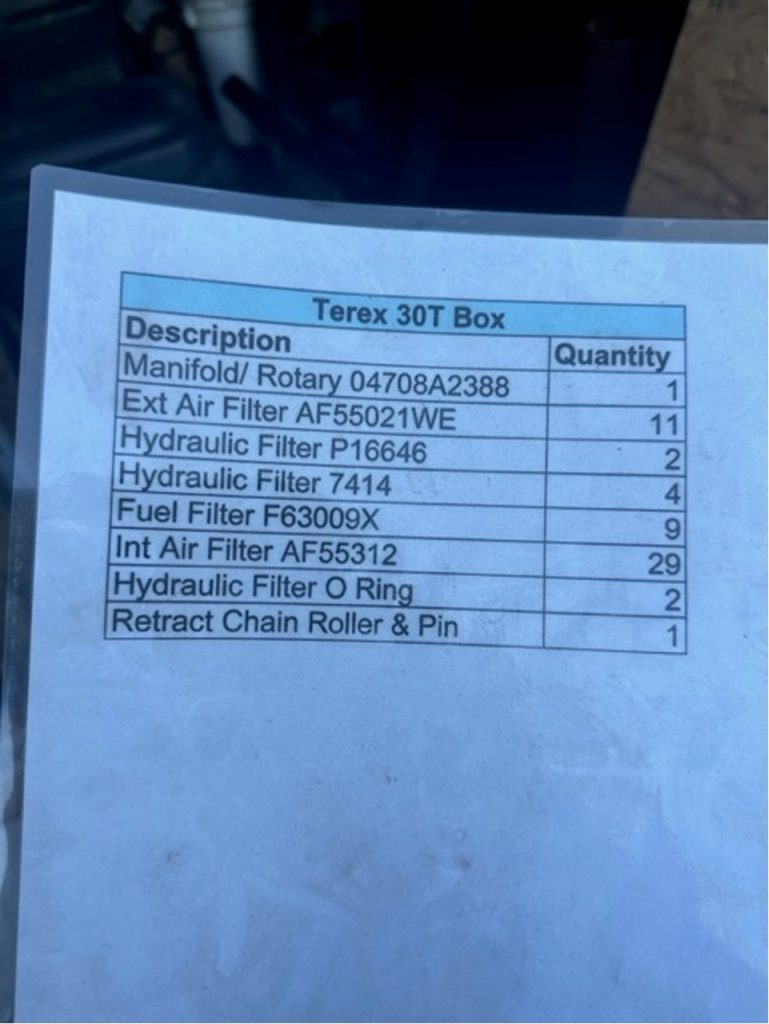 Terex 30T Box
Description Quantity
Manifold/ Rotary 04708A2388 1
Ext Air Filter AF55021WE 11
Hydraulic Filter P16646 2
Hydraulic Filter 7414 4
Fuel Filter F63009X 9
Int Air Filter AF55312 29
Hydraulic Filter O Ring 2
Retract Chain Roller & Pin 1